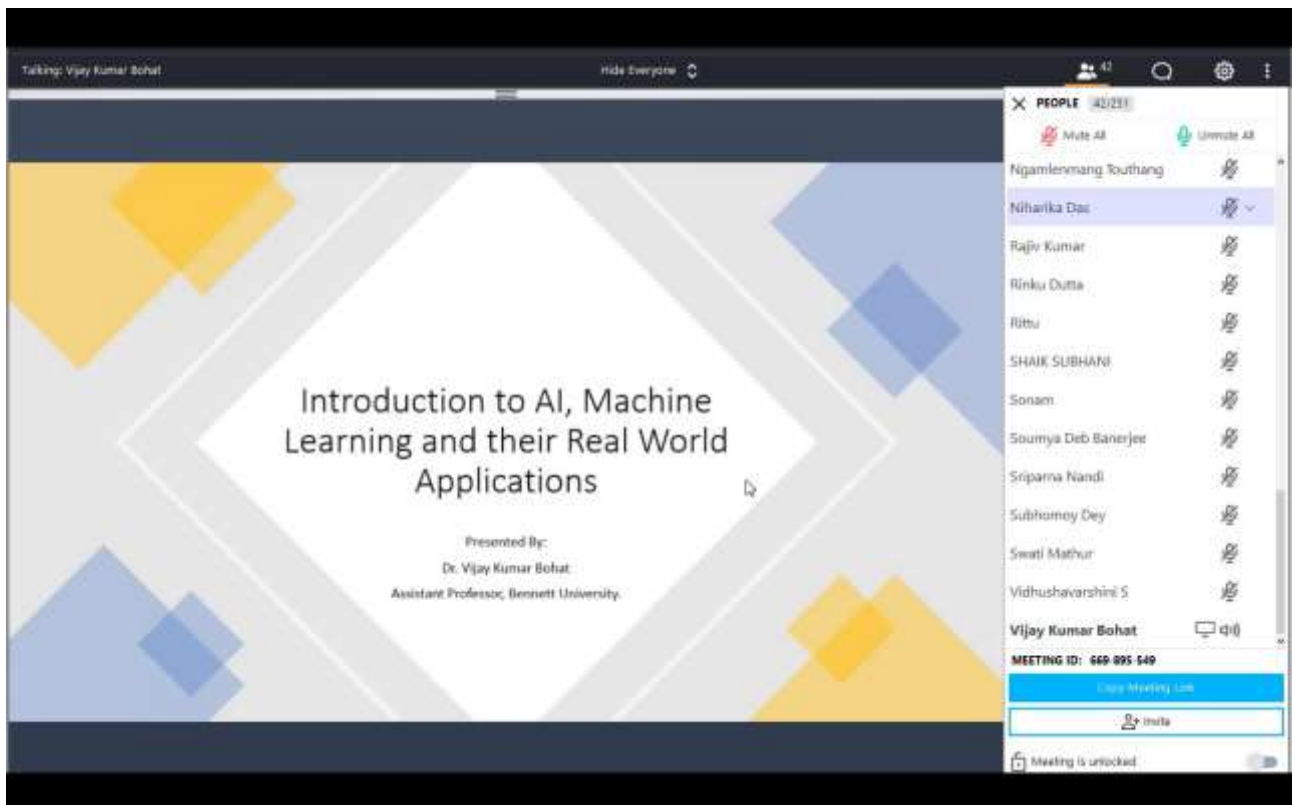 Talking: Vijay Kumar Bohat
Hide Everyone
42
PEOPLE 42/251
Mute All
Unmute All
Ngamlenmang Touthang
Niharika Das
Rajiv Kumar
Rinku Dutta
Rittu
SHAIK SUBHANI
Sonam
Soumya Deb Banerjee
Sriparna Nandi
Subhomoy Dey
Swati Mathur
Vidhushavarshini S
Vijay Kumar Bohat
MEETING ID: 669-895-549
Copy Meeting Link
Invite
Meeting is unlocked
Introduction to AI, Machine
Learning and their Real World
Applications
Presented By:
Dr. Vijay Kumar Bohat
Assistant Professor, Bennett University.